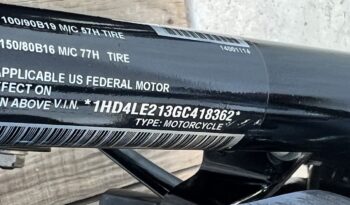 100/90B19 M/C 57H TIRE
14001114
150/80B16 M/C 77H TIRE
APPLICABLE US FEDERAL MOTOR
EFFECT ON
N ABOVE V.I.N. *1HD4LE213GC418362*
TYPE: MOTORCYCLE